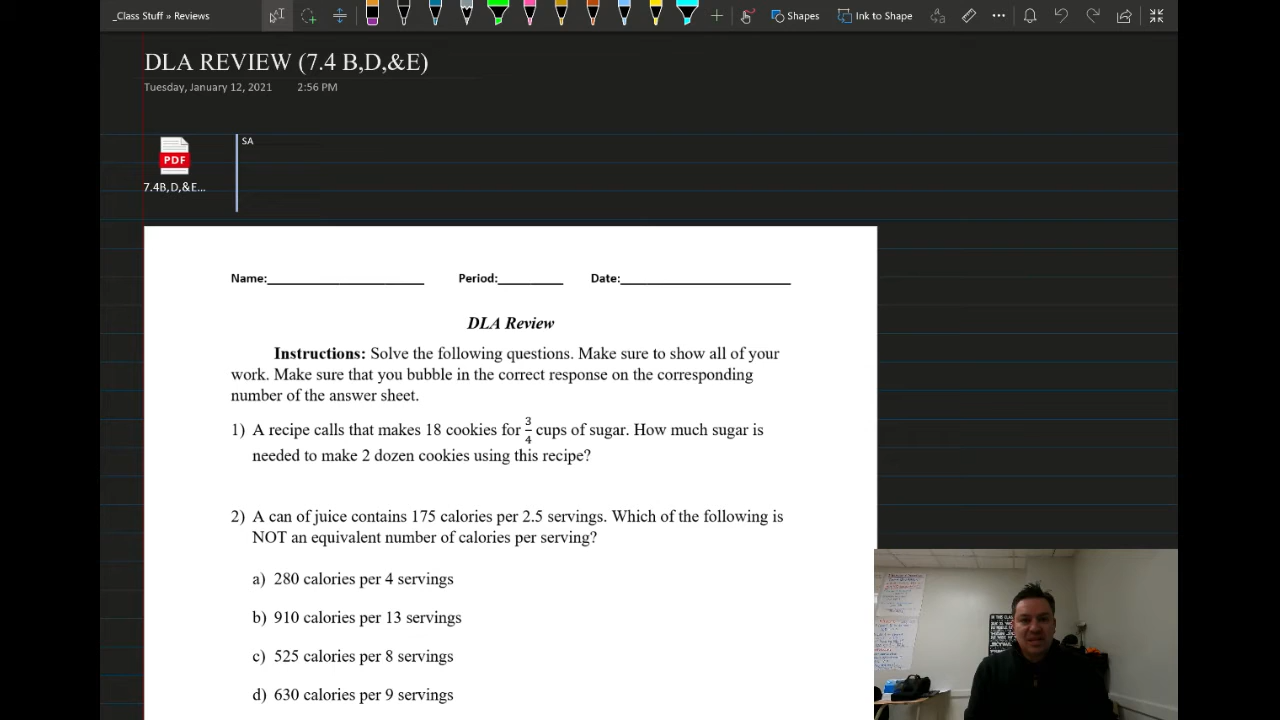 _Class Stuff » Reviews
Shapes
Ink to Shape
DLA REVIEW (7.4 B,D,&E)
Tuesday, January 12, 2021 2:56 PM
PDF
7.4B,D,&E...
SA
Name:________________________ Period:__________ Date:__________________________
DLA Review
Instructions: Solve the following questions. Make sure to show all of your
work. Make sure that you bubble in the correct response on the corresponding
number of the answer sheet.
1) A recipe calls that makes 18 cookies for 3/4 cups of sugar. How much sugar is
needed to make 2 dozen cookies using this recipe?
2) A can of juice contains 175 calories per 2.5 servings. Which of the following is
NOT an equivalent number of calories per serving?
a) 280 calories per 4 servings
b) 910 calories per 13 servings
c) 525 calories per 8 servings
d) 630 calories per 9 servings